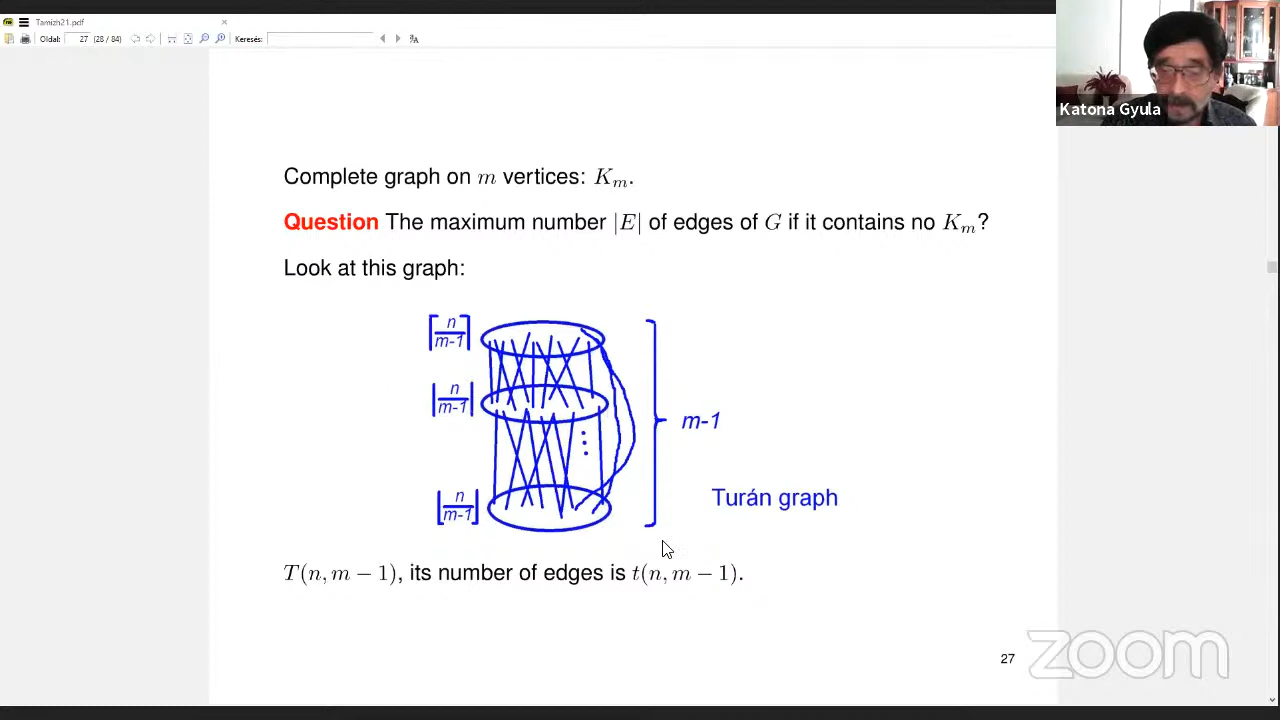 Tamizh21.pdf
×
Oldal: 27 (28 / 84) Keresés:
Katona Gyula
Complete graph on m vertices: K_m.
Question The maximum number |E| of edges of G if it contains no K_m?
Look at this graph:
⌈n/m-1⌉
|n/m-1|
m-1
⌊n/m-1⌋
Turán graph
T(n, m − 1), its number of edges is t(n, m − 1).
27
zoom